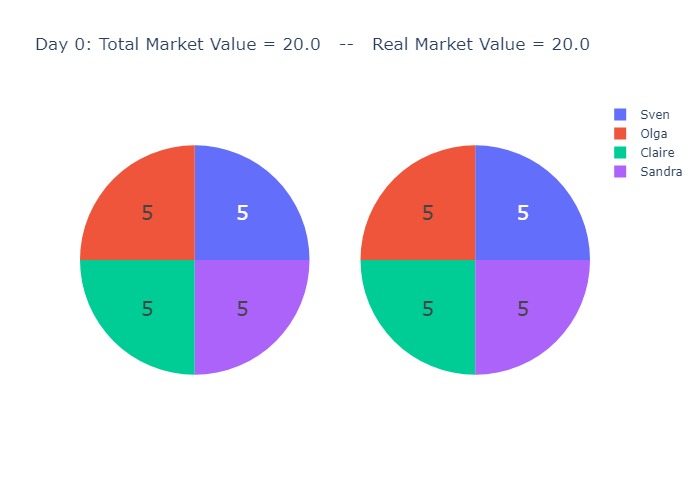 Day 0: Total Market Value = 20.0   --   Real Market Value = 20.0
Sven
Olga
Claire
Sandra
5 5 5 5
5 5 5 5